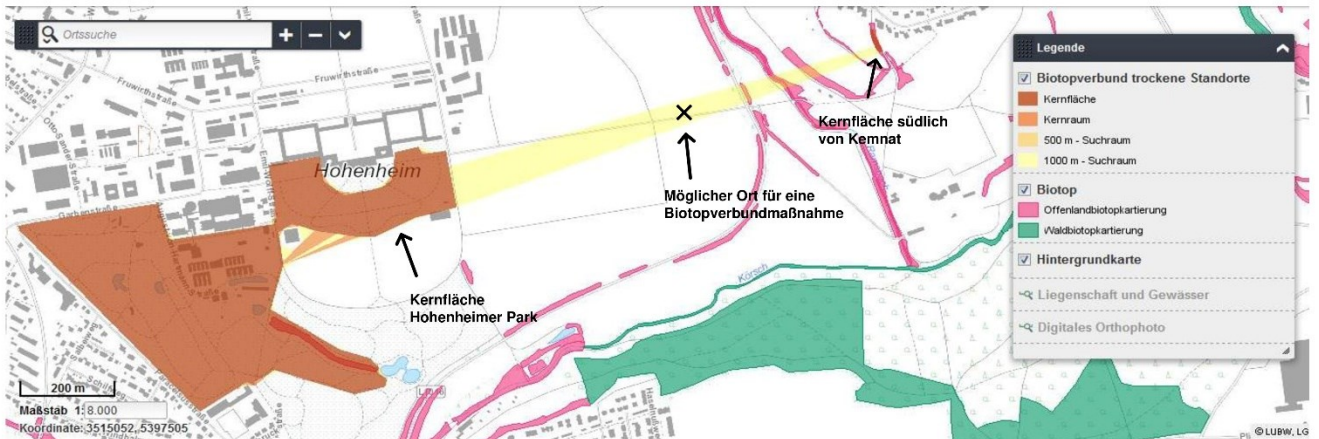 Ortssuche
Fruwirthstraße
Fruwirthstraße
Otto-Sander-Straße
Garbenstraße
Hohenheim
Kernfläche
Hohenheimer Park
Möglicher Ort für eine
Biotopverbundmaßnahme
Kernfläche südlich
von Kemnat
Körsch
200 m
Maßstab 1: 8.000
Koordinate: 3515052, 5397505
Legende
Biotopverbund trockene Standorte
Kernfläche
Kernraum
500 m - Suchraum
1000 m - Suchraum
Biotop
Offenlandbiotopkartierung
Waldbiotopkartierung
Hintergrundkarte
Liegenschaft und Gewässer
Digitales Orthophoto
© LUBW, LG